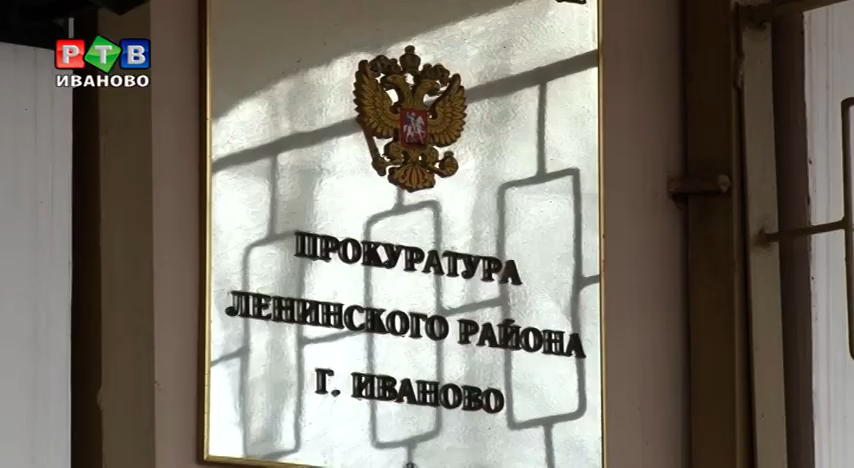 РТВ
ИВАНОВО
ПРОКУРАТУРА
ЛЕНИНСКОГО РАЙОНА
Г. ИВАНОВО